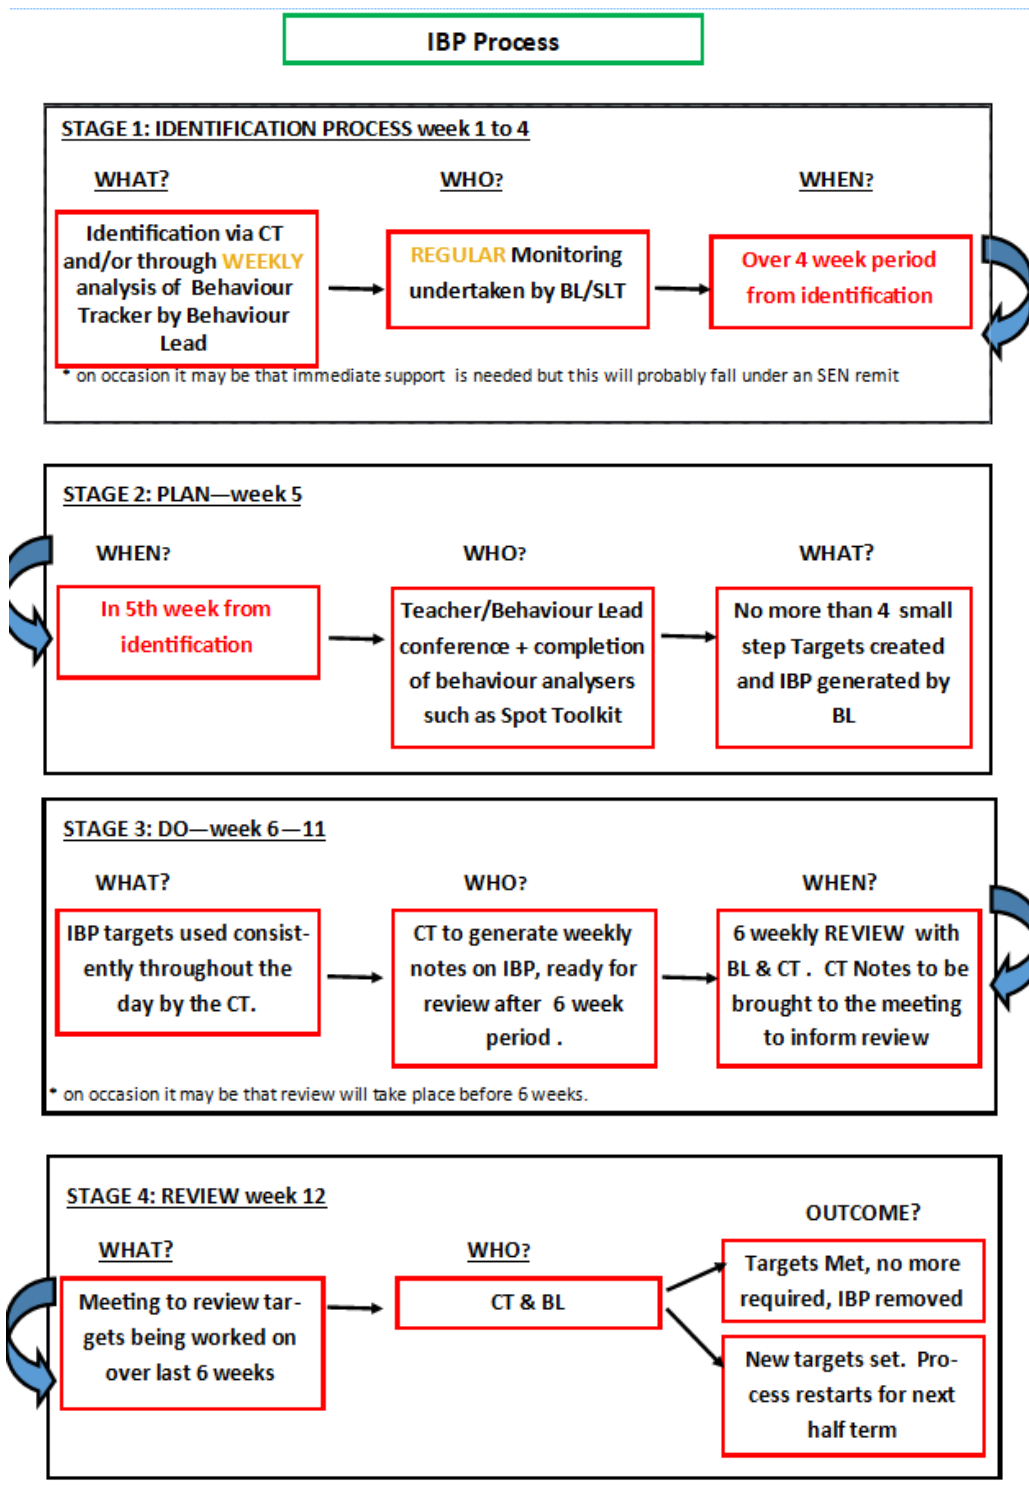 IBP Process
STAGE 1: IDENTIFICATION PROCESS week 1 to 4
WHAT?
WHO?
WHEN?
Identification via CT
and/or through WEEKLY
analysis of Behaviour
Tracker by Behaviour
Lead
REGULAR Monitoring
undertaken by BL/SLT
Over 4 week period
from identification
* on occasion it may be that immediate support is needed but this will probably fall under an SEN remit
STAGE 2: PLAN—week 5
WHEN?
WHO?
WHAT?
In 5th week from
identification
Teacher/Behaviour Lead
conference + completion
of behaviour analysers
such as Spot Toolkit
No more than 4 small
step Targets created
and IBP generated by
BL
STAGE 3: DO—week 6—11
WHAT?
WHO?
WHEN?
IBP targets used consist-
ently throughout the
day by the CT.
CT to generate weekly
notes on IBP, ready for
review after 6 week
period .
6 weekly REVIEW with
BL & CT . CT Notes to be
brought to the meeting
to inform review
* on occasion it may be that review will take place before 6 weeks.
STAGE 4: REVIEW week 12
WHAT?
WHO?
OUTCOME?
Meeting to review tar-
gets being worked on
over last 6 weeks
CT & BL
Targets Met, no more
required, IBP removed
New targets set. Pro-
cess restarts for next
half term